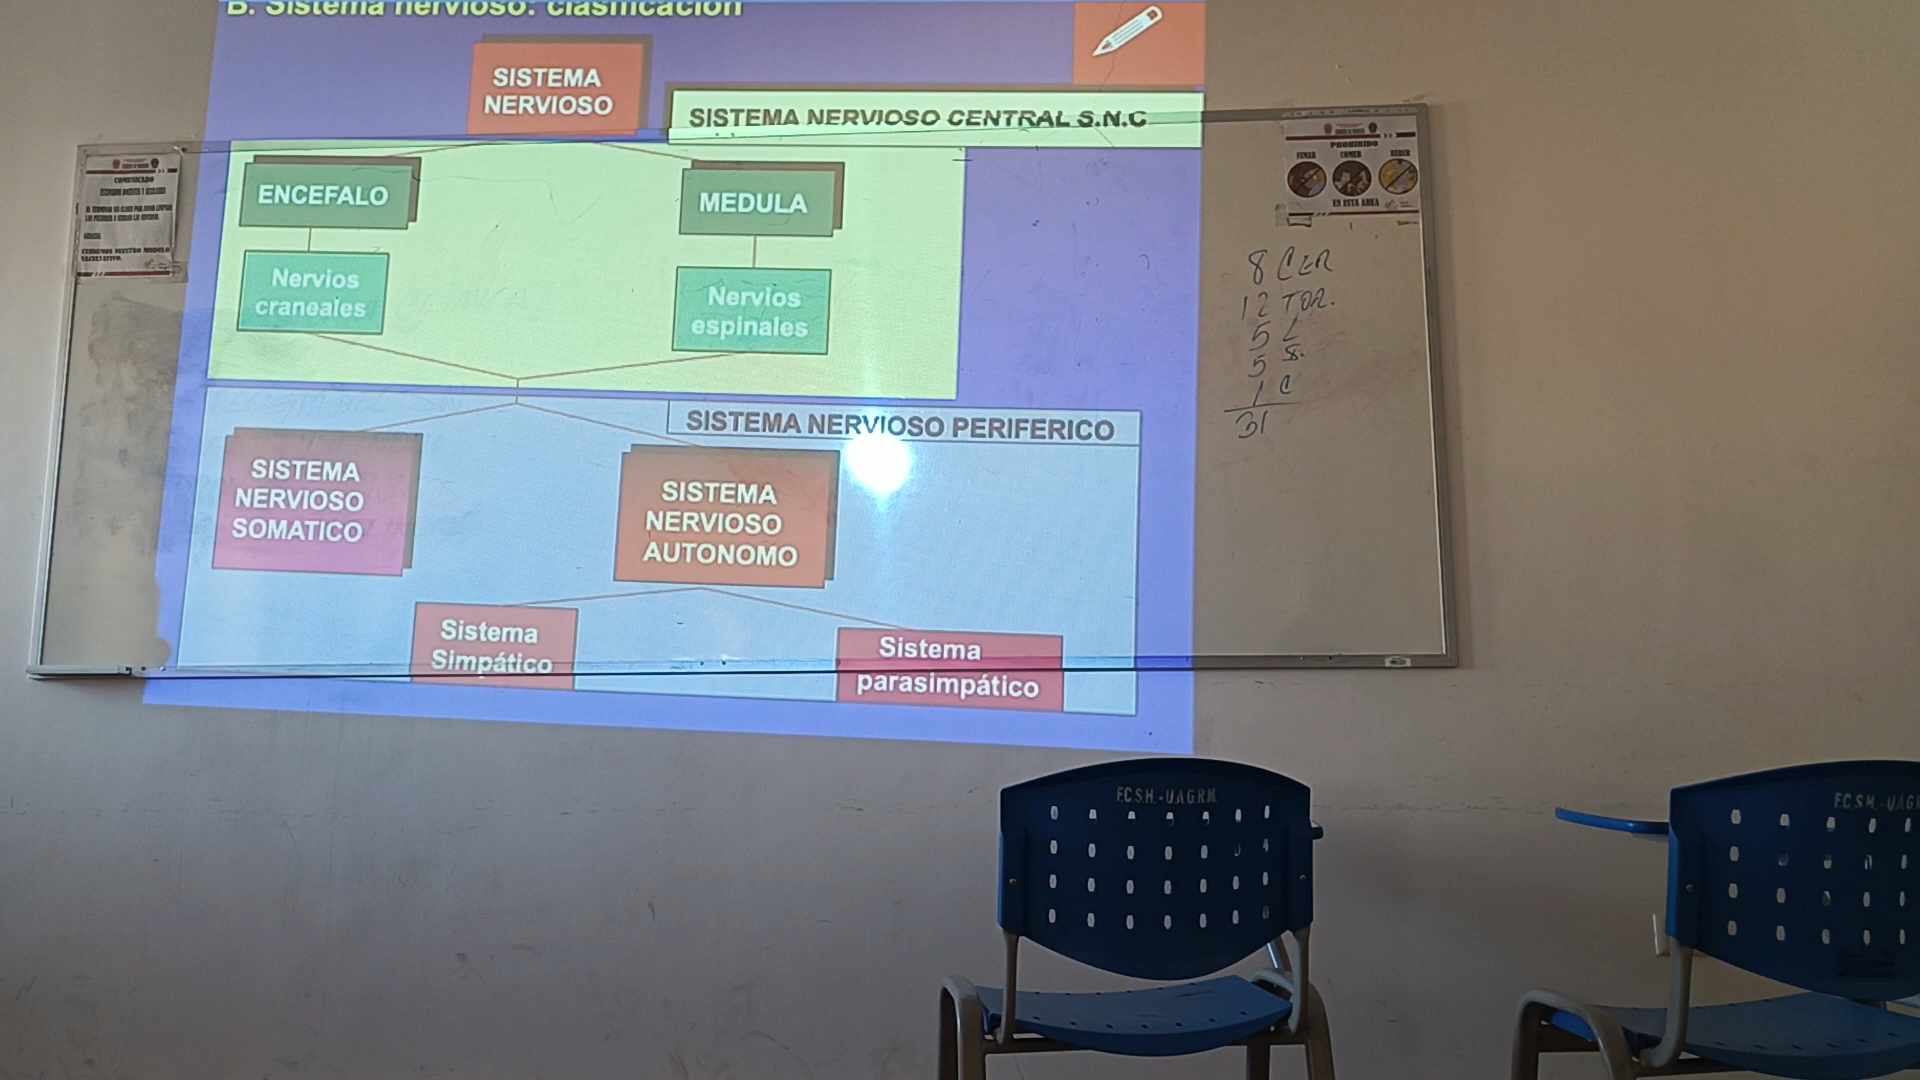 B. Sistema nervioso: clasificación
SISTEMA
NERVIOSO
SISTEMA NERVIOSO CENTRAL S.N.C
ENCEFALO
MEDULA
Nervios
craneales
Nervios
espinales
SISTEMA NERVIOSO PERIFERICO
SISTEMA
NERVIOSO
SOMATICO
SISTEMA
NERVIOSO
AUTONOMO
Sistema
Simpático
Sistema
parasimpático
COMUNICADO
PROHIBIDO
FUMAR COMER BEBER
EN ESTA AREA
8 CER
12 TOR.
5 L
5 S.
1 C
31
F.C.S.H. - U.A.G.R.M.
F.C.S.H. - U.A.G